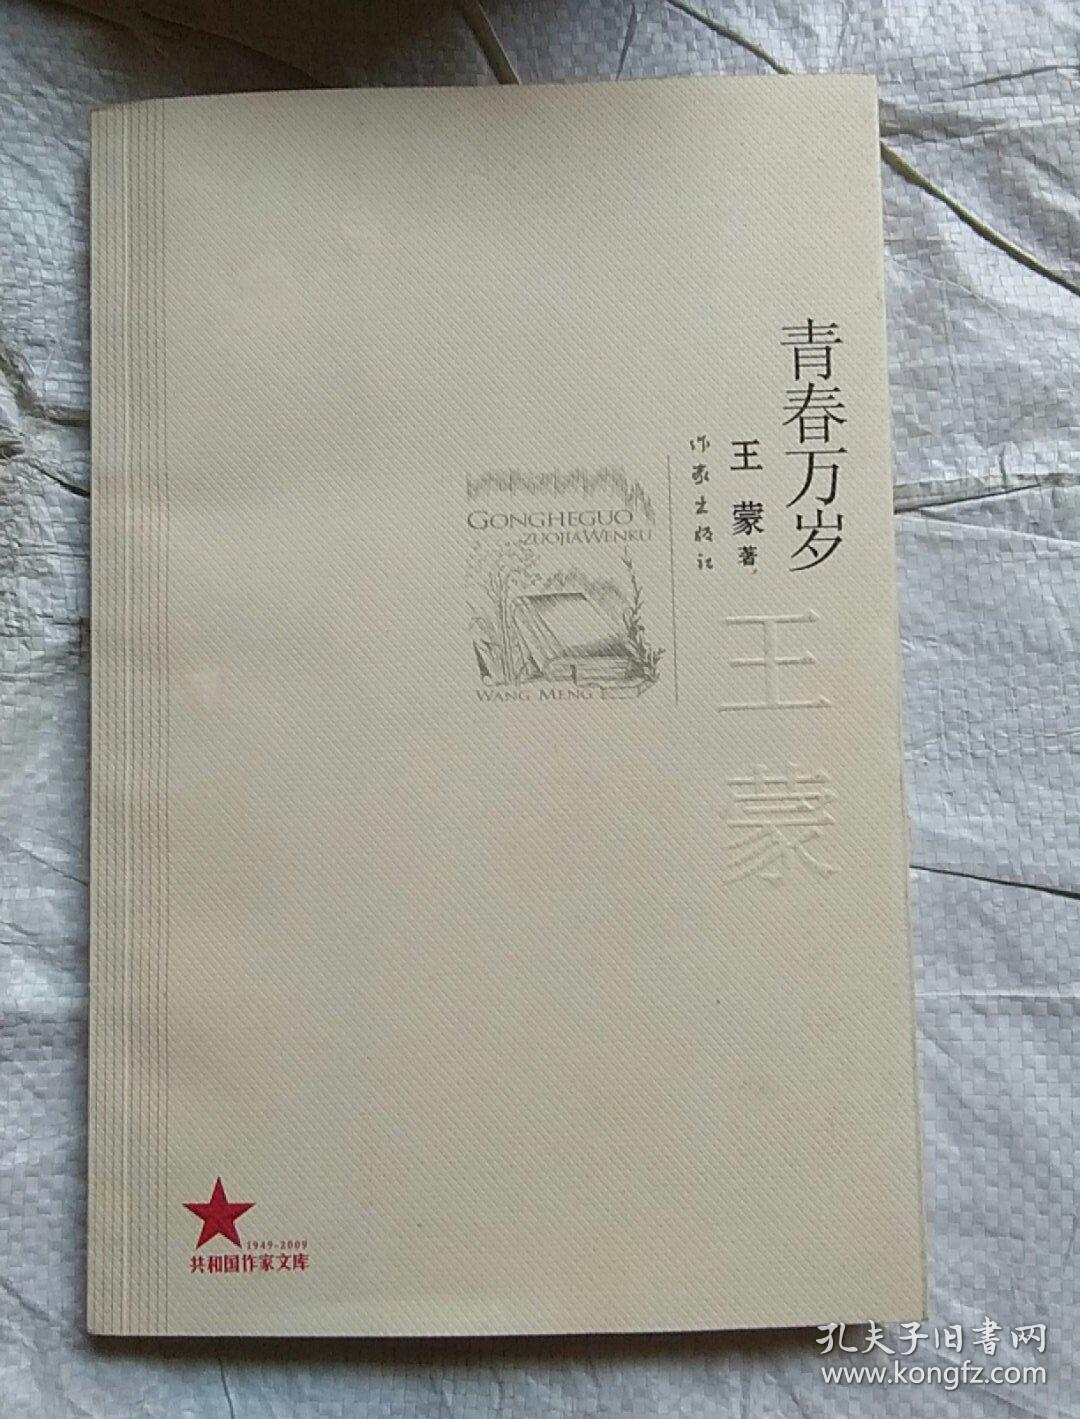 青春万岁
王蒙著
作家出版社
GONGHEGUO
ZUOJIAWENKU
WANG MENG
王蒙
1949-2009
共和国作家文库
孔夫子旧書网
www.kongfz.com